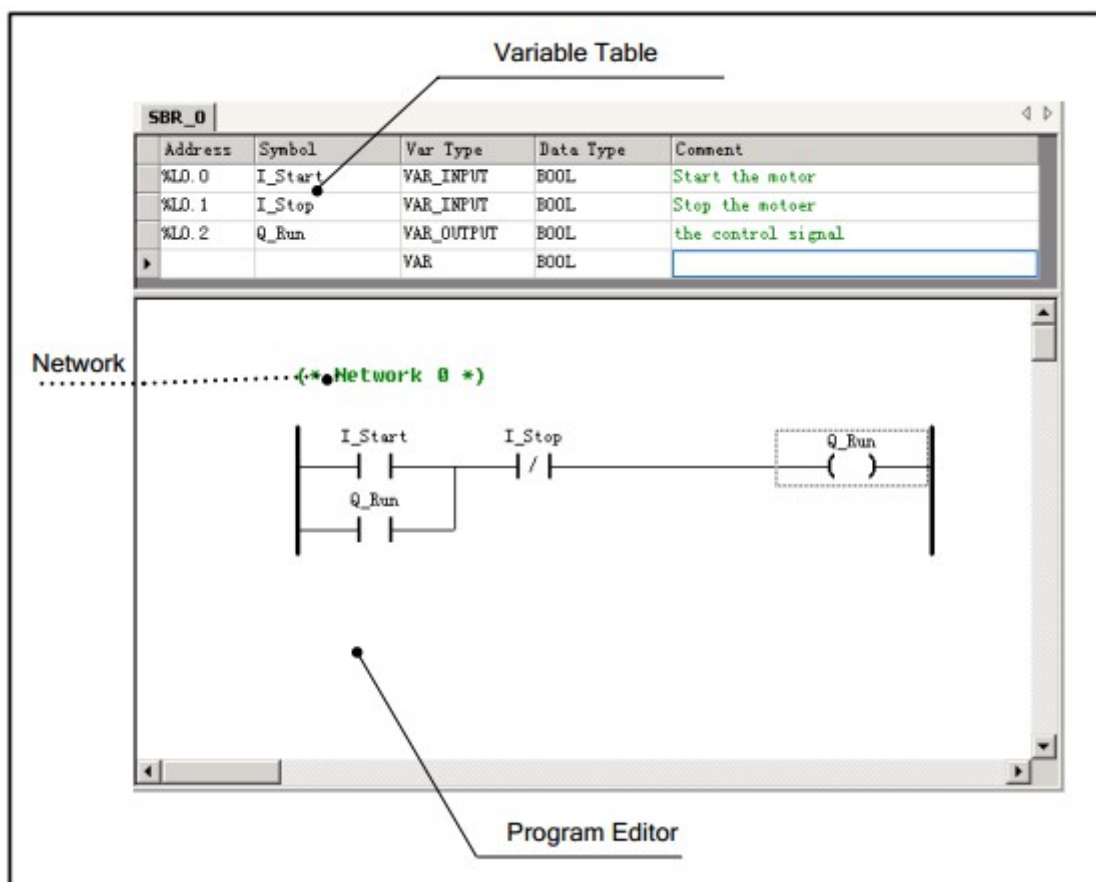 Variable Table
SBR_0
Address Symbol Var Type Data Type Comment
%L0.0 I_Start VAR_INPUT BOOL Start the motor
%L0.1 I_Stop VAR_INPUT BOOL Stop the motoer
%L0.2 Q_Run VAR_OUTPUT BOOL the control signal
VAR BOOL
Network
(* Network 0 *)
I_Start I_Stop Q_Run
Q_Run
Program Editor